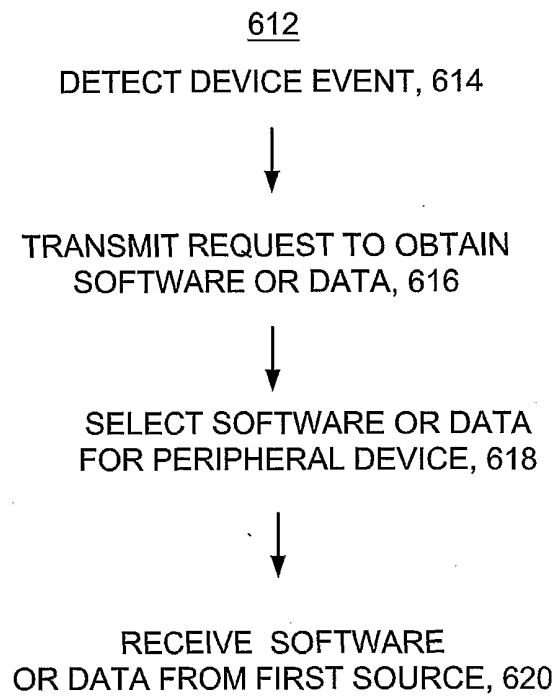 612
DETECT DEVICE EVENT, 614
TRANSMIT REQUEST TO OBTAIN
SOFTWARE OR DATA, 616
SELECT SOFTWARE OR DATA
FOR PERIPHERAL DEVICE, 618
RECEIVE SOFTWARE
OR DATA FROM FIRST SOURCE, 620